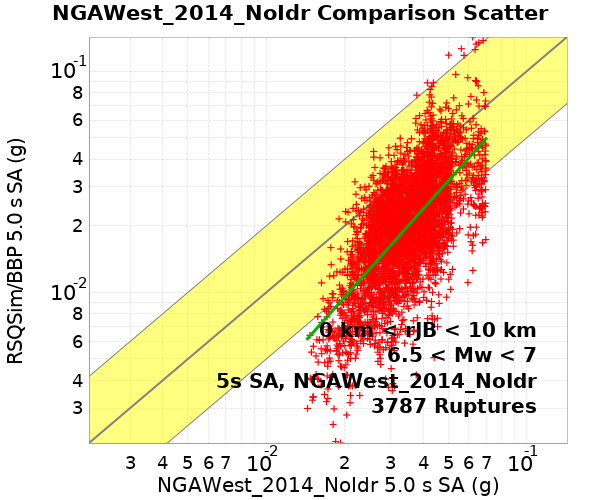 NGAWest_2014_NoIdr Comparison Scatter
10-1
8
6
4
3
2
10-2
8
6
4
3
RSQSim/BBP 5.0 s SA (g)
0 km < rJB < 10 km
6.5 < Mw < 7
5s SA, NGAWest_2014_NoIdr
3787 Ruptures
3 4 5 6 7 10-2 2 3 4 5 6 7 10-1
NGAWest_2014_NoIdr 5.0 s SA (g)